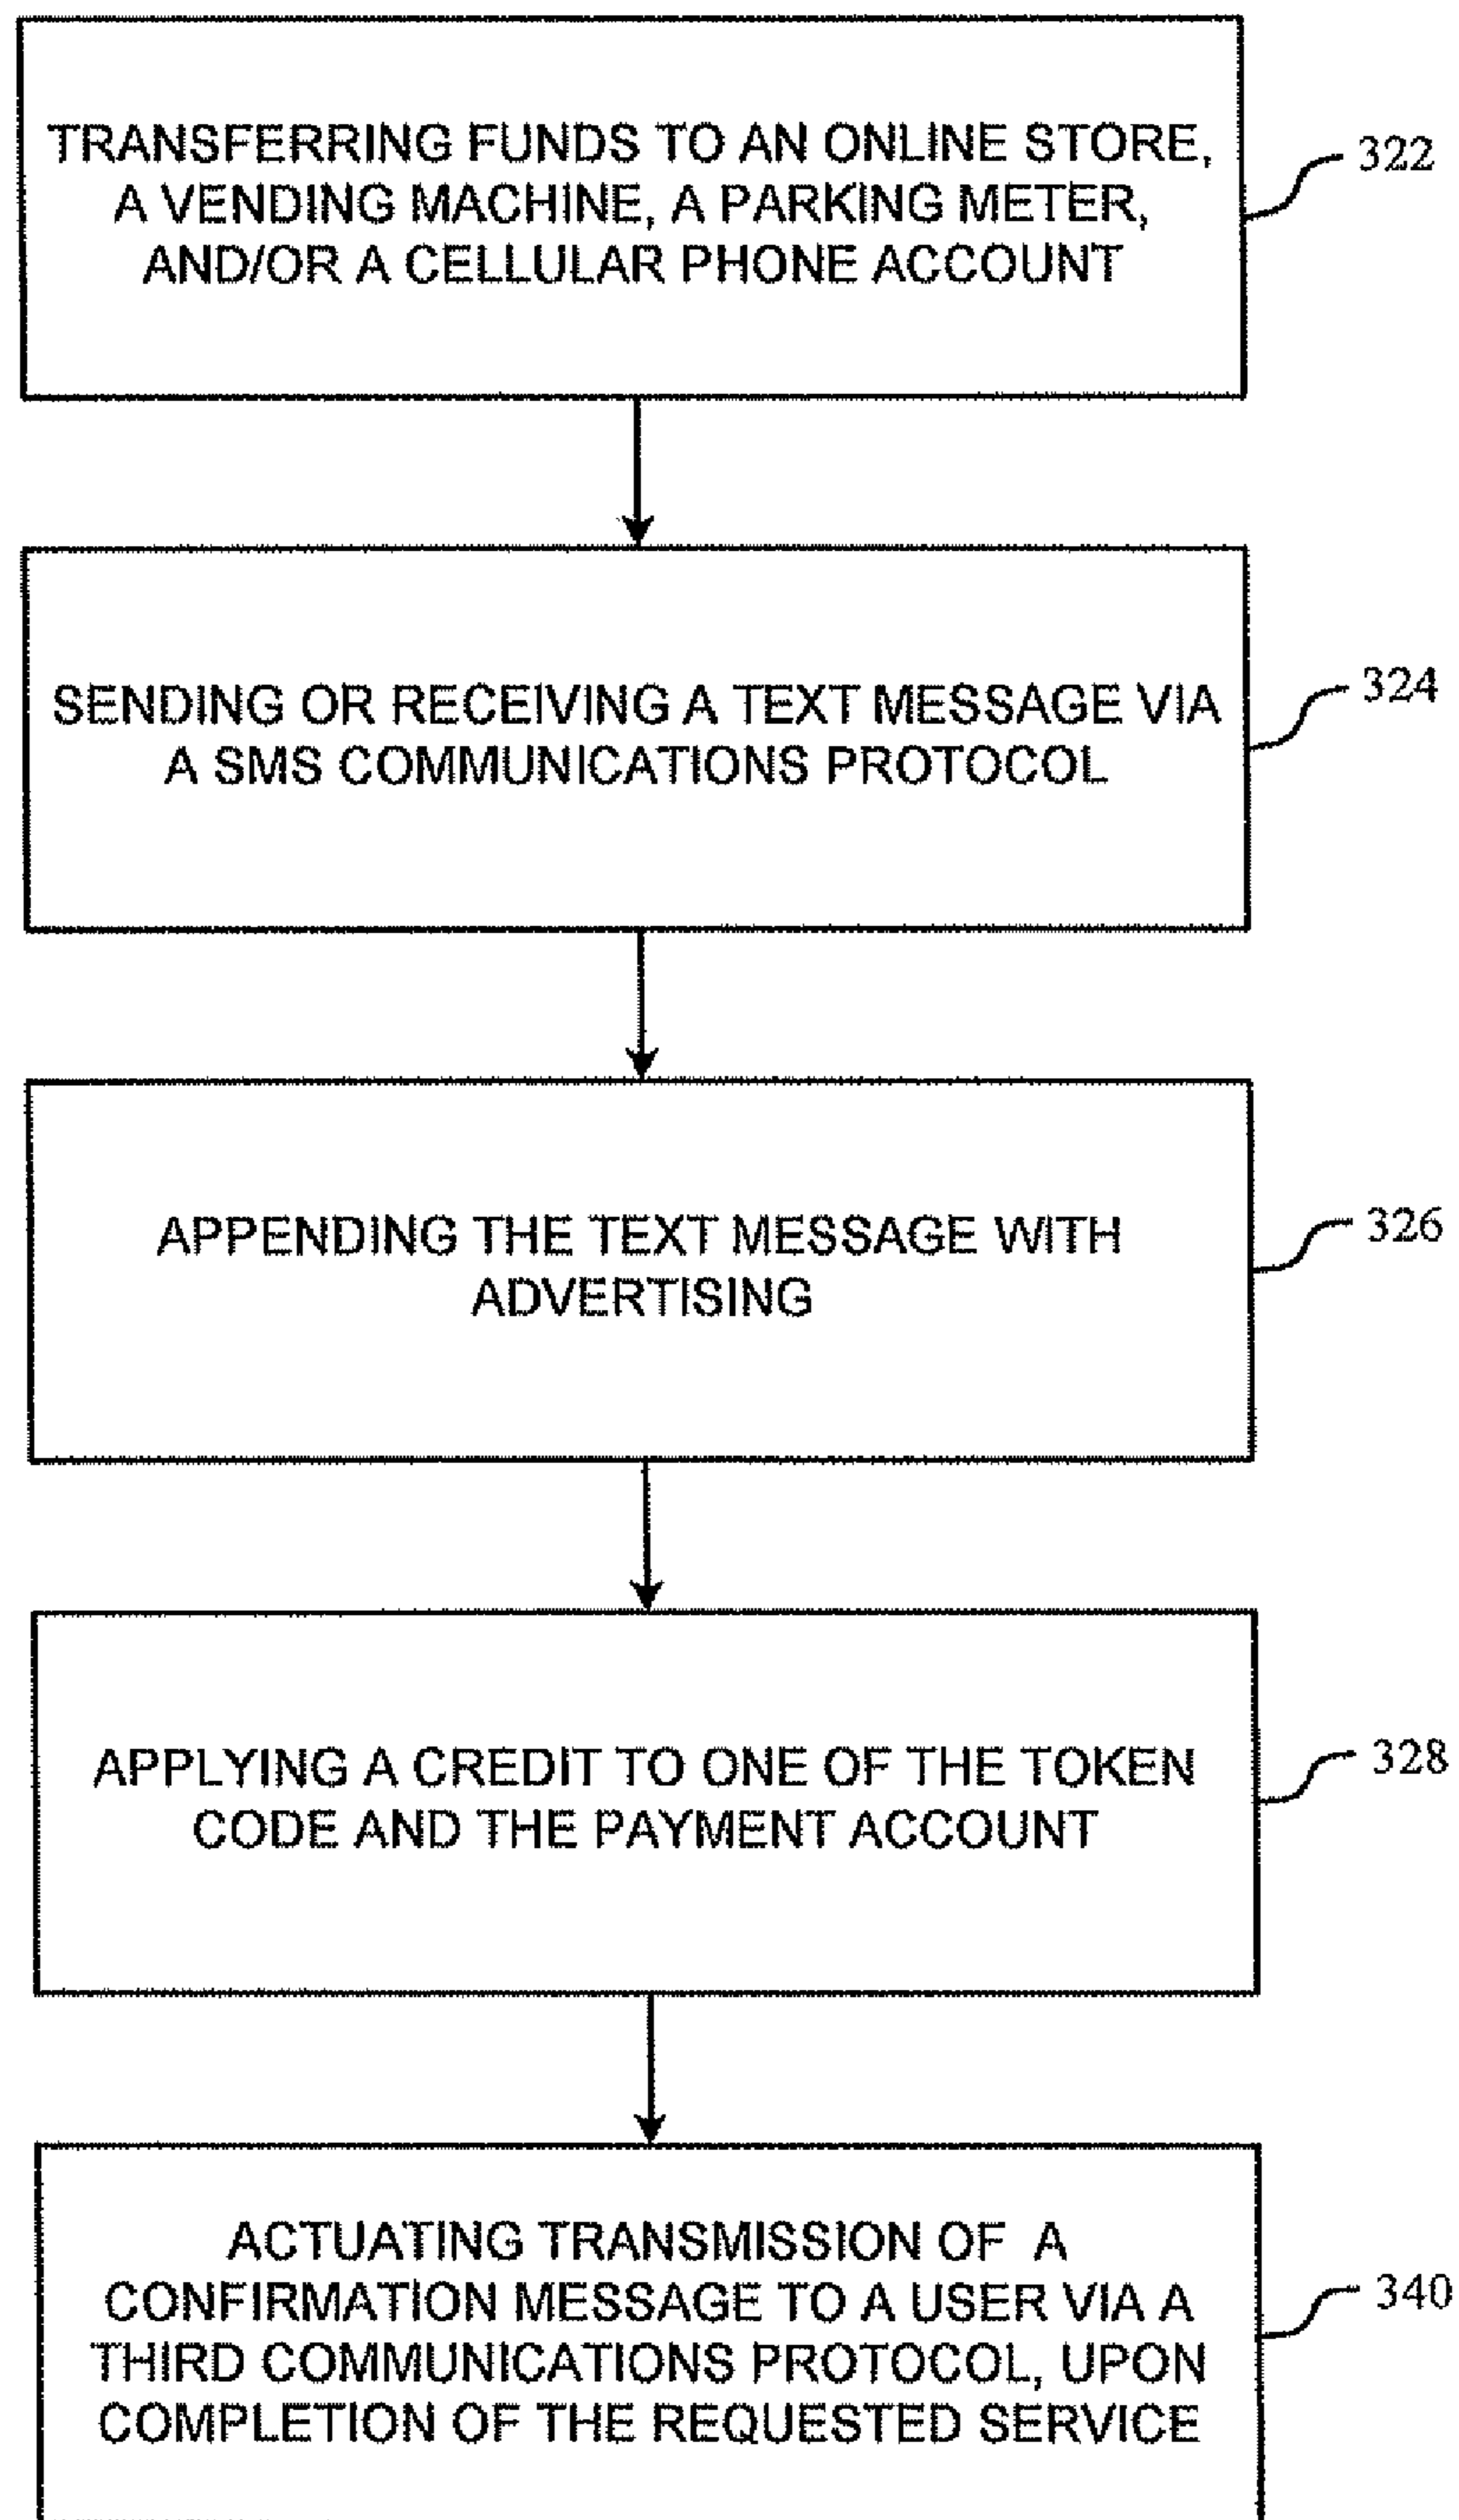 TRANSFERRING FUNDS TO AN ONLINE STORE,
A VENDING MACHINE, A PARKING METER,
AND/OR A CELLULAR PHONE ACCOUNT
322
SENDING OR RECEIVING A TEXT MESSAGE VIA
A SMS COMMUNICATIONS PROTOCOL
324
APPENDING THE TEXT MESSAGE WITH
ADVERTISING
326
APPLYING A CREDIT TO ONE OF THE TOKEN
CODE AND THE PAYMENT ACCOUNT
328
ACTUATING TRANSMISSION OF A
CONFIRMATION MESSAGE TO A USER VIA A
THIRD COMMUNICATIONS PROTOCOL, UPON
COMPLETION OF THE REQUESTED SERVICE
340